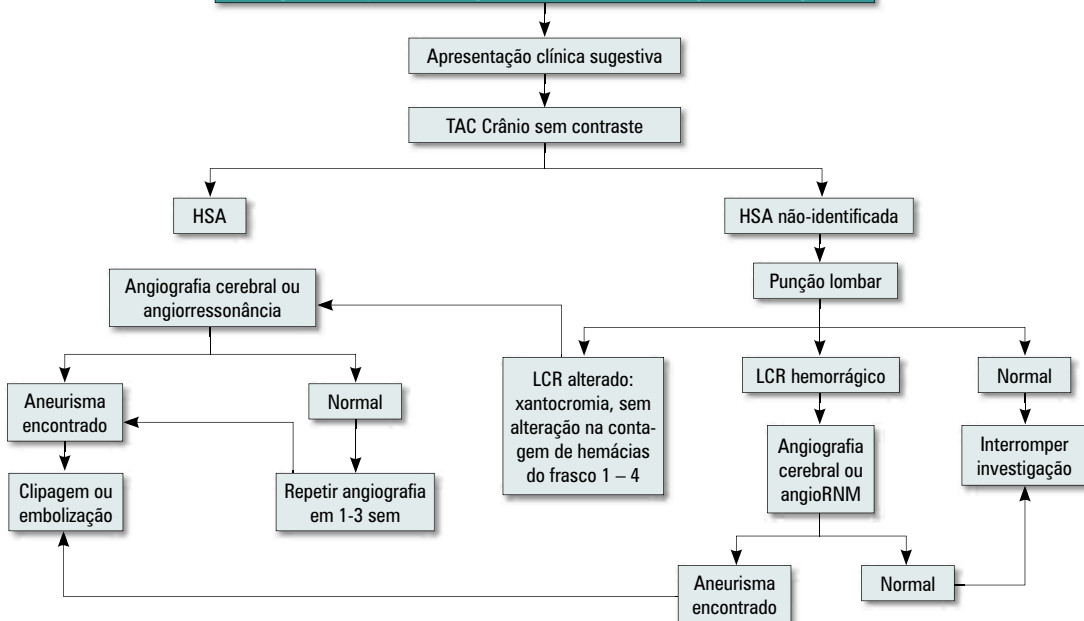 Apresentação clínica sugestiva
TAC Crânio sem contraste
HSA
HSA não-identificada
Punção lombar
Angiografia cerebral ou
angiorressonância
Aneurisma
encontrado
Normal
Clipagem ou
embolização
Repetir angiografia
em 1-3 sem
LCR alterado:
xantocromia, sem
alteração na conta-
gem de hemácias
do frasco 1 – 4
LCR hemorrágico
Normal
Angiografia
cerebral ou
angioRNM
Interromper
investigação
Aneurisma
encontrado
Normal